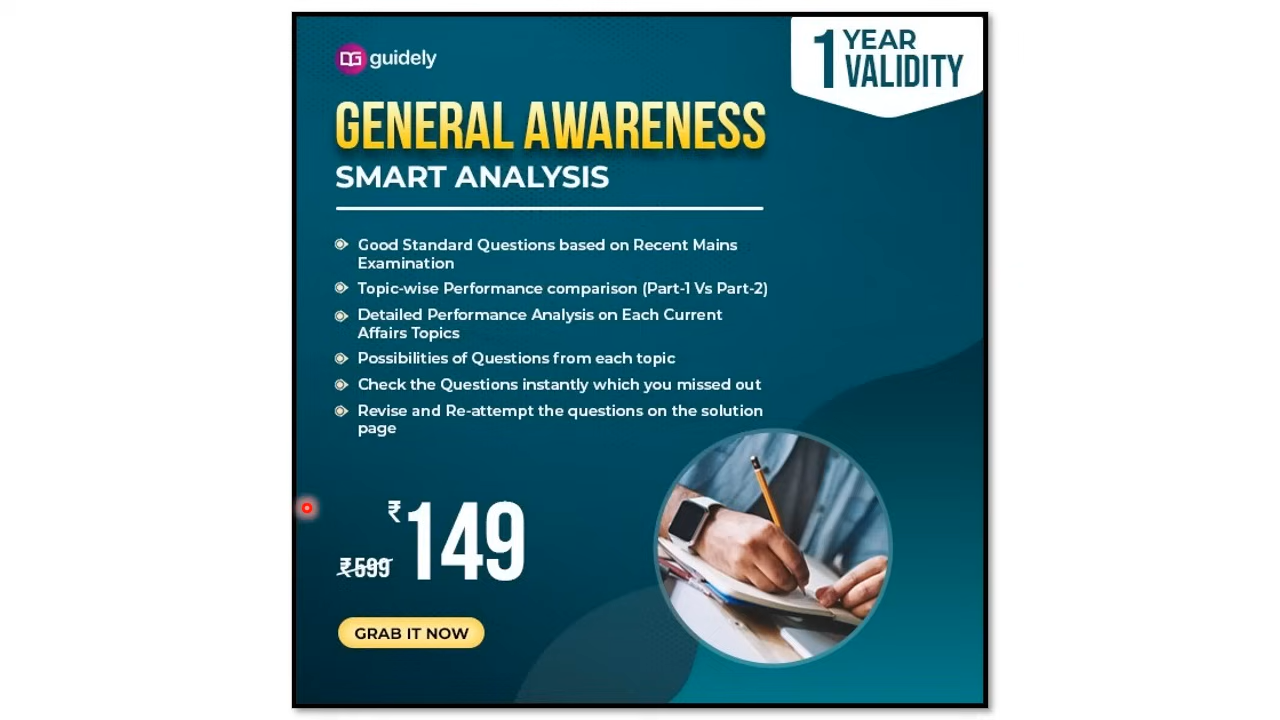 guidely
1 YEAR
VALIDITY
GENERAL AWARENESS
SMART ANALYSIS
Good Standard Questions based on Recent Mains
Examination
Topic-wise Performance comparison (Part-1 Vs Part-2)
Detailed Performance Analysis on Each Current
Affairs Topics
Possibilities of Questions from each topic
Check the Questions instantly which you missed out
Revise and Re-attempt the questions on the solution
page
₹599 ₹149
GRAB IT NOW